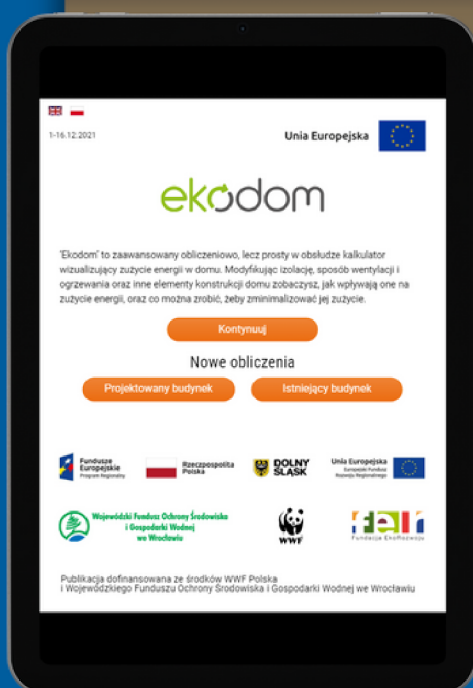 1-16.12.2021
Unia Europejska
ekodom
'Ekodom' to zaawansowany obliczeniowo, lecz prosty w obsłudze kalkulator
wizualizujący zużycie energii w domu. Modyfikując izolację, sposób wentylacji i
ogrzewania oraz inne elementy konstrukcji domu zobaczysz, jak wpływają one na
zużycie energii, oraz co można zrobić, żeby zminimalizować jej zużycie.
Kontynuuj
Nowe obliczenia
Projektowany budynek
Istniejący budynek
Fundusze
Europejskie
Program Regionalny
Rzeczpospolita
Polska
DOLNY
ŚLĄSK
Unia Europejska
Europejski Fundusz
Rozwoju Regionalnego
Wojewódzki Fundusz Ochrony Środowiska
i Gospodarki Wodnej
we Wrocławiu
WWF
feli
Fundacja EkoRozwoju
Publikacja dofinansowana ze środków WWF Polska
i Wojewódzkiego Funduszu Ochrony Środowiska i Gospodarki Wodnej we Wrocławiu